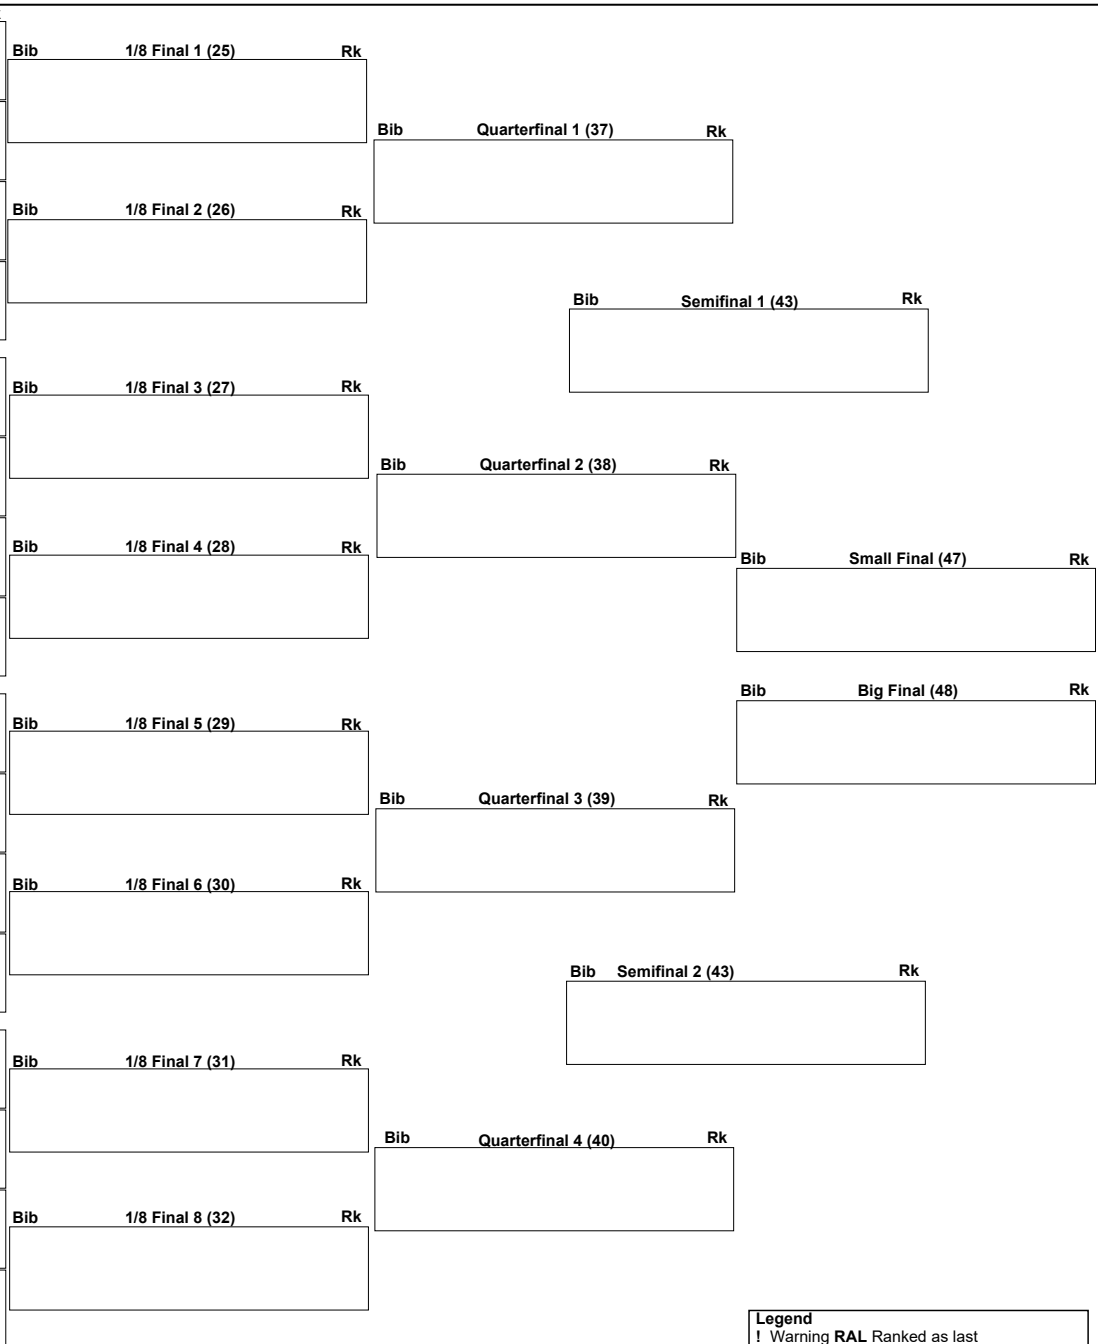 Bib 1/8 Final 1 (25) Rk
Bib Quarterfinal 1 (37) Rk
Bib 1/8 Final 2 (26) Rk
Bib Semifinal 1 (43) Rk
Bib 1/8 Final 3 (27) Rk
Bib Quarterfinal 2 (38) Rk
Bib 1/8 Final 4 (28) Rk
Bib Small Final (47) Rk
Bib Big Final (48) Rk
Bib 1/8 Final 5 (29) Rk
Bib Quarterfinal 3 (39) Rk
Bib 1/8 Final 6 (30) Rk
Bib Semifinal 2 (43) Rk
Bib 1/8 Final 7 (31) Rk
Bib Quarterfinal 4 (40) Rk
Bib 1/8 Final 8 (32) Rk
Legend
! Warning RAL Ranked as last